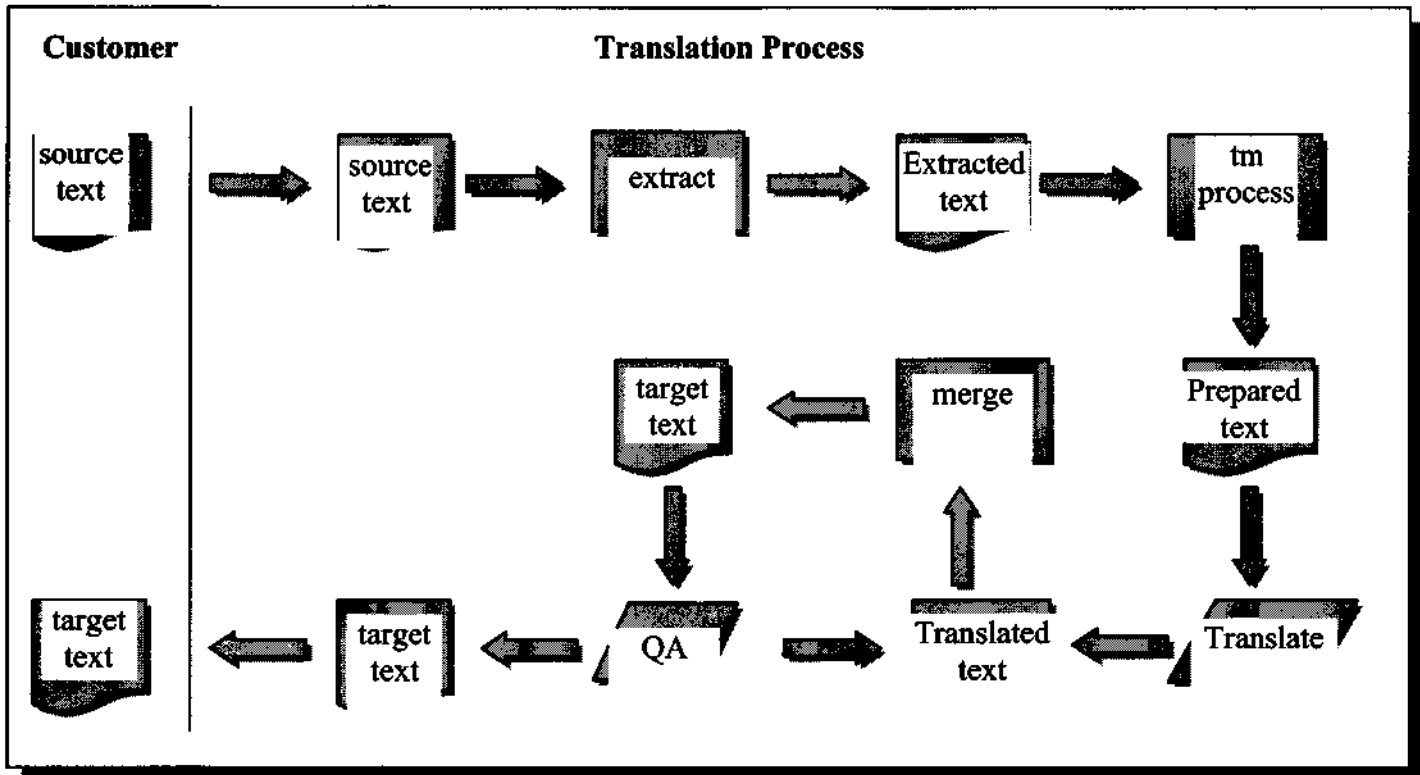 Customer
Translation Process
source
text
source
text
extract
Extracted
text
tm
process
target
text
merge
Prepared
text
target
text
target
text
QA
Translated
text
Translate